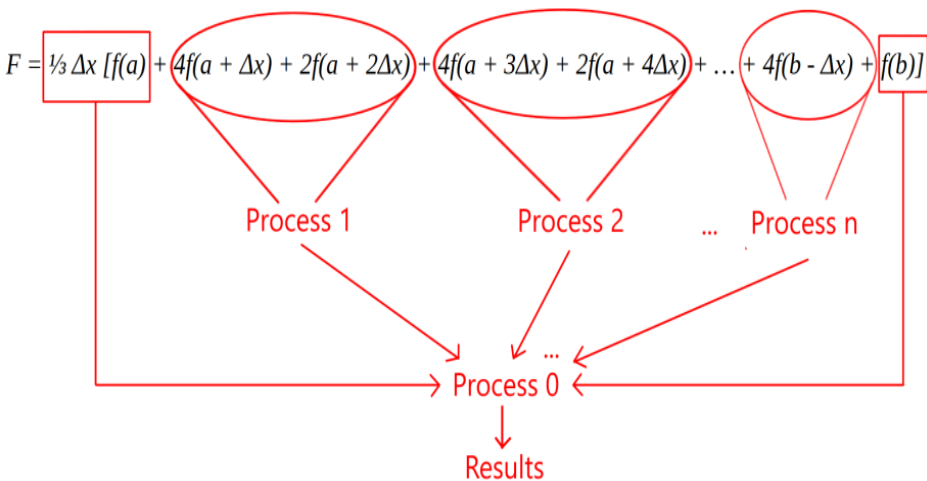 F = ⅓ Δx [f(a) + 4f(a + Δx) + 2f(a + 2Δx) + 4f(a + 3Δx) + 2f(a + 4Δx) + … + 4f(b - Δx) + f(b)]
Process 1 Process 2 ... Process n
...
Process 0
Results